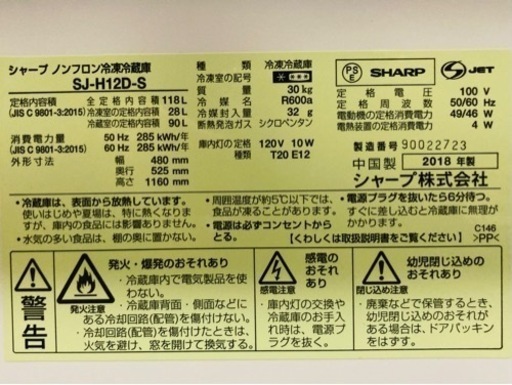 シャープ ノンフロン冷凍冷蔵庫
SJ-H12D-S
定格内容積 全定格内容積 118L
(JIS C 9801-3:2015) 冷凍室の定格内容積 28L
冷蔵室の定格内容積 90L
消費電力量 50 Hz 285 kWh/年
(JIS C 9801-3:2015) 60 Hz 285 kWh/年
外形寸法 幅 480 mm
奥行 525 mm
高さ 1160 mm
種類 冷凍冷蔵庫
冷凍室の記号
質量 30kg
冷媒 R600a
冷媒封入量 32g
断熱発泡ガス シクロペンタン
庫内灯の定格 120V 10W
T20 E12
PS
E
SHARP
JET
定格電圧 100 V
定格周波数 50/60 Hz
電動機の定格消費電力 49/46 W
電熱装置の定格消費電力 4 W
製造番号 90022723
中国製 2018 年製
シャープ株式会社
・冷蔵庫は、表面から放熱しています。
使いはじめや夏場は、特に熱くなりま
すが、庫内の食品には影響ありません。
・水気の多い食品は、棚の奥に置かない。
・周囲温度が約5℃以下では、
食品が凍ることがあります。
・電源は必ずコンセントから
とる。
・電源プラグを抜いたら6分待つ。
すぐに差し込むと冷蔵庫に無理が
かかります。
《くわしくは取扱説明書をご覧ください》
C146
>PP<
警告
発火・爆発のおそれあり
発火注意
・冷蔵庫内で電気製品を使
わない。
・冷蔵庫背面・側面などに
ある冷却回路(配管)を傷付けない。
・冷却回路(配管)を傷付けたときは、
火気を避け、窓を開けて換気する。
感電の
おそれ
あり
・庫内灯の交換や
冷蔵庫のお手入
れ時は、電源プラ
グを抜く。
幼児閉じ込めの
おそれあり
・廃棄などで保管するとき、
幼児閉じ込めのおそれが
ある場合は、ドアパッキン
をはずす。